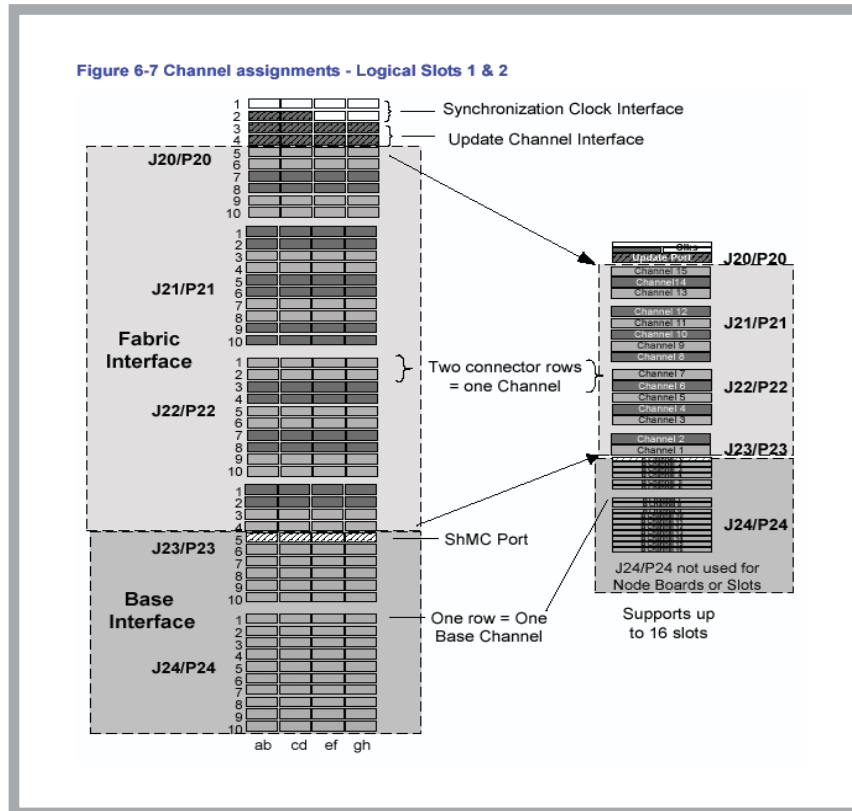 Figure 6-7 Channel assignments - Logical Slots 1 & 2
1
2
3
4
Synchronization Clock Interface
Update Channel Interface
J20/P20
5
6
7
8
9
10
J21/P21
1
2
3
4
5
6
7
8
9
10
Fabric
Interface
J22/P22
1
2
3
4
5
6
7
8
9
10
Two connector rows
= one Channel
1
2
3
4
J23/P23
5
6
7
8
9
10
ShMC Port
Base
Interface
J24/P24
1
2
3
4
5
6
7
8
9
10
One row = One
Base Channel
ab cd ef gh
Clks
Update Port
J20/P20
Channel 15
Channel14
Channel 13
J21/P21
Channel 12
Channel 11
Channel 10
Channel 9
Channel 8
J22/P22
Channel 7
Channel 6
Channel 5
Channel 4
Channel 3
Channel 2
Channel 1
J23/P23
J24/P24
J24/P24 not used for
Node Boards or Slots
Supports up
to 16 slots